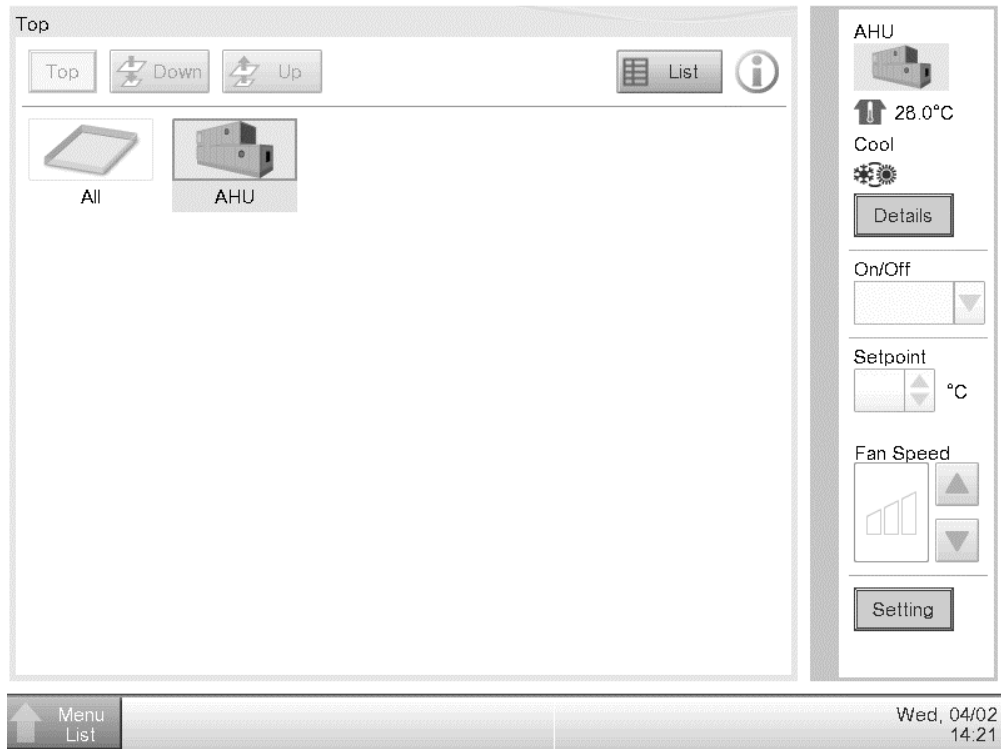 Top
Top
Down
Up
List
All
AHU
AHU
28.0°C
Cool
Details
On/Off
Setpoint
°C
Fan Speed
Setting
Menu
List
Wed, 04/02
14:21